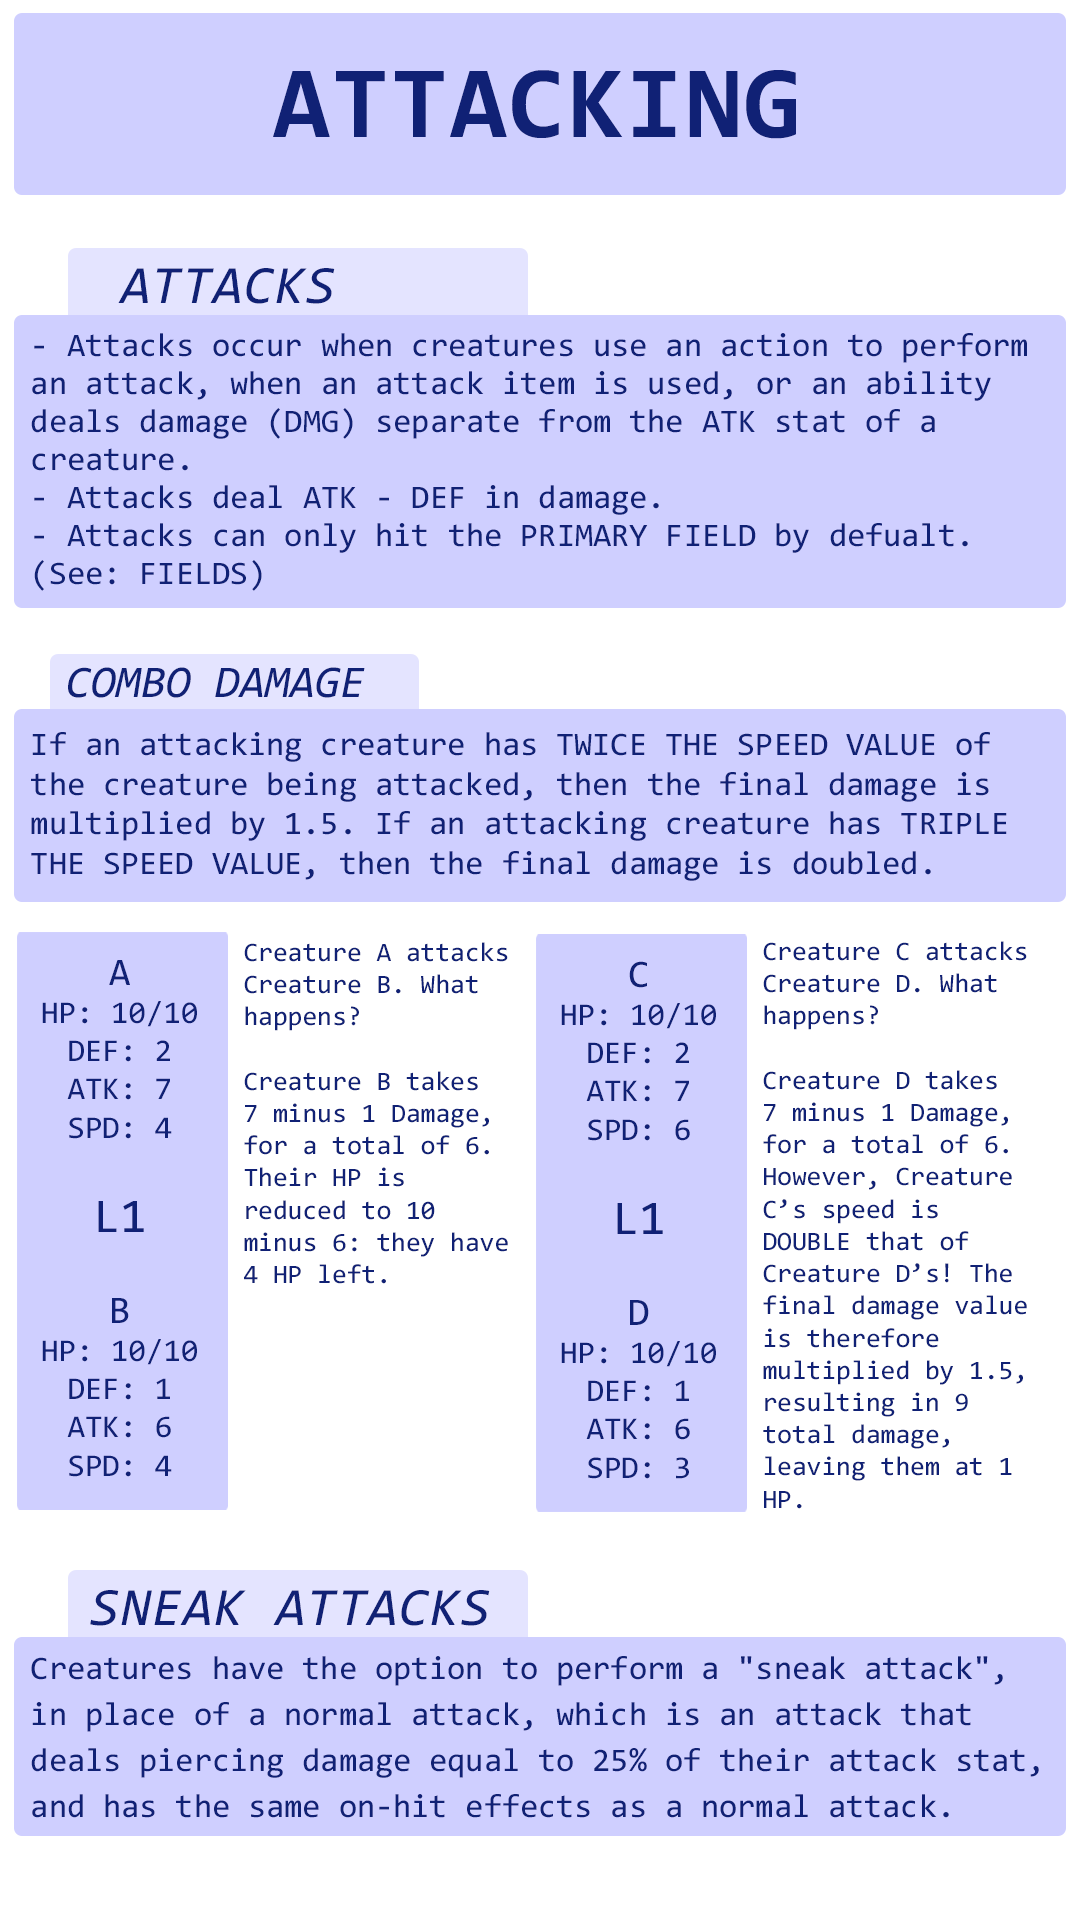 ATTACKING
ATTACKS
- Attacks occur when creatures use an action to perform
an attack, when an attack item is used, or an ability
deals damage (DMG) separate from the ATK stat of a
creature.
- Attacks deal ATK - DEF in damage.
- Attacks can only hit the PRIMARY FIELD by defualt.
(See: FIELDS)
COMBO DAMAGE
If an attacking creature has TWICE THE SPEED VALUE of
the creature being attacked, then the final damage is
multiplied by 1.5. If an attacking creature has TRIPLE
THE SPEED VALUE, then the final damage is doubled.
A
HP: 10/10
DEF: 2
ATK: 7
SPD: 4
L1
B
HP: 10/10
DEF: 1
ATK: 6
SPD: 4
Creature A attacks
Creature B. What
happens?
Creature B takes
7 minus 1 Damage,
for a total of 6.
Their HP is
reduced to 10
minus 6: they have
4 HP left.
C
HP: 10/10
DEF: 2
ATK: 7
SPD: 6
L1
D
HP: 10/10
DEF: 1
ATK: 6
SPD: 3
Creature C attacks
Creature D. What
happens?
Creature D takes
7 minus 1 Damage,
for a total of 6.
However, Creature
C’s speed is
DOUBLE that of
Creature D’s! The
final damage value
is therefore
multiplied by 1.5,
resulting in 9
total damage,
leaving them at 1
HP.
SNEAK ATTACKS
Creatures have the option to perform a "sneak attack",
in place of a normal attack, which is an attack that
deals piercing damage equal to 25% of their attack stat,
and has the same on-hit effects as a normal attack.